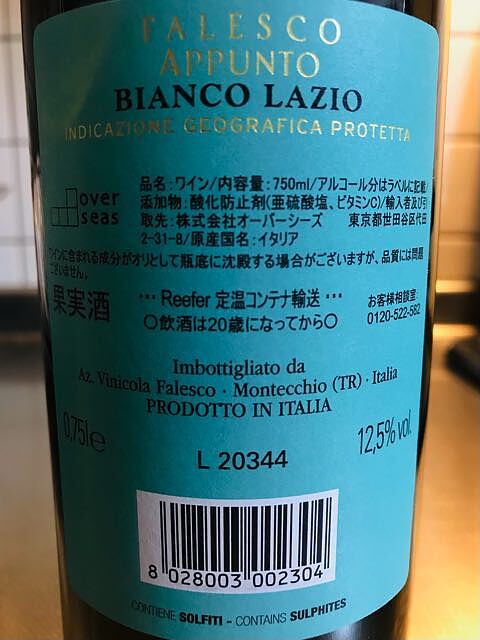 FALESCO
APPUNTO
BIANCO LAZIO
INDICAZIONE GEOGRAFICA PROTETTA
over
seas
品名:ワイン/内容量:750ml/アルコール分はラベルに記載/
添加物:酸化防止剤(亜硫酸塩、ビタミンC)/輸入者及び引
取先:株式会社オーバーシーズ 東京都世田谷区代田
2-31-8/原産国名:イタリア
ワインに含まれる成分がオリとして瓶底に沈殿する場合がございますが、品質には問題
ございません。
果実酒
··· Reefer 定温コンテナ輸送 ···
○飲酒は20歳になってから○
お客様相談室:
0120-522-582
Imbottigliato da
Az. Vinicola Falesco · Montecchio (TR) · Italia
PRODOTTO IN ITALIA
0,75l e
12,5% vol.
L 20344
8 028003 002304
CONTIENE SOLFITI - CONTAINS SULPHITES